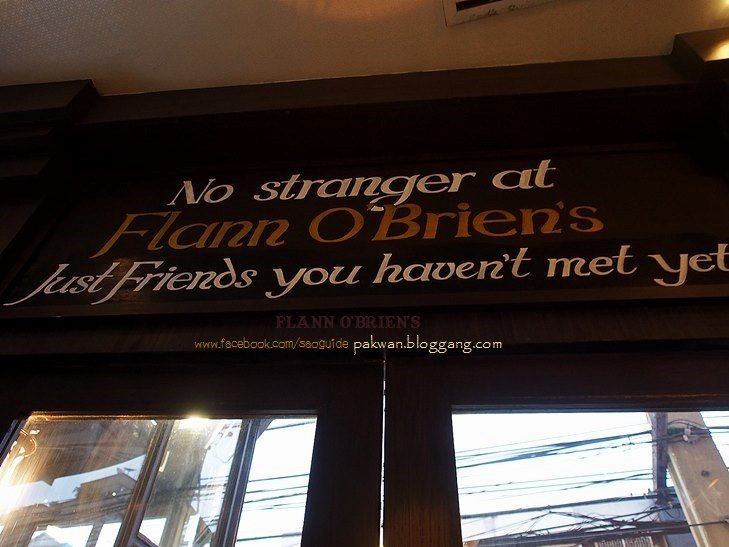 No stranger at
Flann O'Brien's
Just Friends you haven't met yet
FLANN O'BRIEN'S
www.facebook.com/saoguide pakwan.bloggang.com